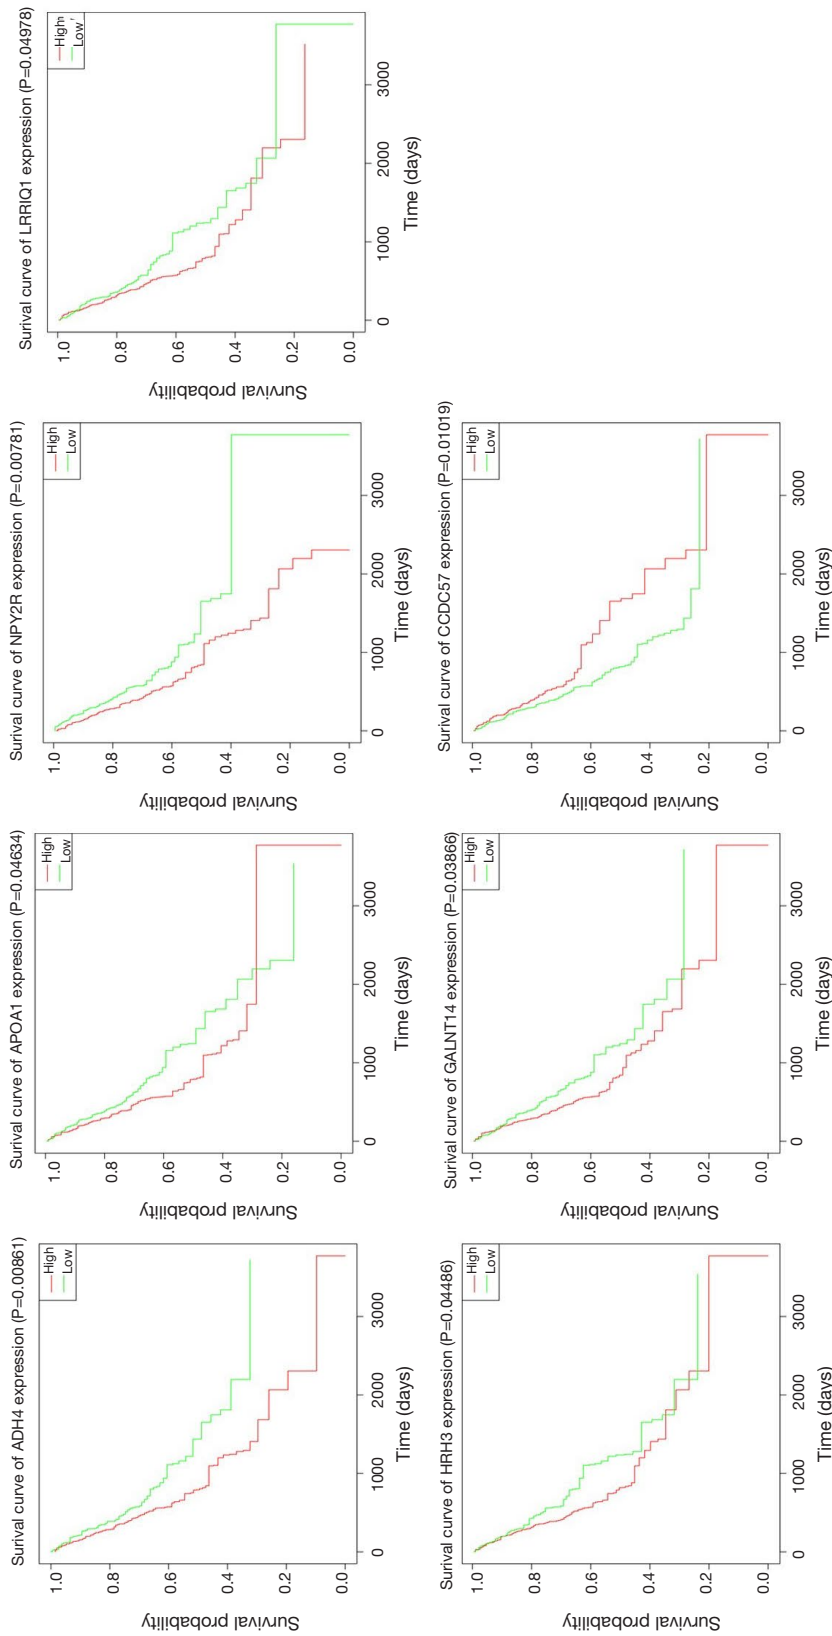 Surival curve of ADH4 expression (P=0.00861)
High
Low
Survival probability
1.0
0.8
0.6
0.4
0.2
0.0
0
1000
2000
3000
Time (days)
Surival curve of APOA1 expression (P=0.04634)
High
Low
Survival probability
1.0
0.8
0.6
0.4
0.2
0.0
0
1000
2000
3000
Time (days)
Surival curve of NPY2R expression (P=0.00781)
High
Low
Survival probability
1.0
0.8
0.6
0.4
0.2
0.0
0
1000
2000
3000
Time (days)
Surival curve of LRRIQ1 expression (P=0.04978)
High
Low
Survival probability
1.0
0.8
0.6
0.4
0.2
0.0
0
1000
2000
3000
Time (days)
Surival curve of HRH3 expression (P=0.04486)
High
Low
Survival probability
1.0
0.8
0.6
0.4
0.2
0.0
0
1000
2000
3000
Time (days)
Surival curve of GALNT14 expression (P=0.03866)
High
Low
Survival probability
1.0
0.8
0.6
0.4
0.2
0.0
0
1000
2000
3000
Time (days)
Surival curve of CCDC57 expression (P=0.01019)
High
Low
Survival probability
1.0
0.8
0.6
0.4
0.2
0.0
0
1000
2000
3000
Time (days)